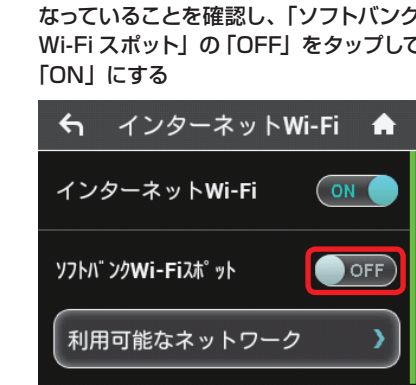 なっていることを確認し、「ソフトバンク
Wi-Fi スポット」の「OFF」をタップして
「ON」にする
インターネットWi-Fi
インターネットWi-Fi
ON
ｿﾌﾄﾊﾞﾝｸWi-Fiｽﾎﾟｯﾄ
OFF
利用可能なネットワーク